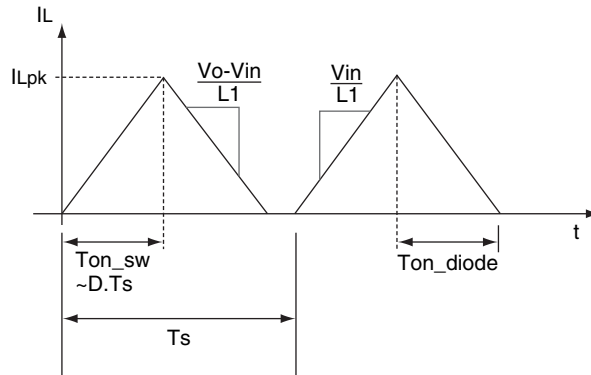 IL
ILpk
Vo-Vin
L1
Vin
L1
t
Ton_sw
~D.Ts
Ton_diode
Ts